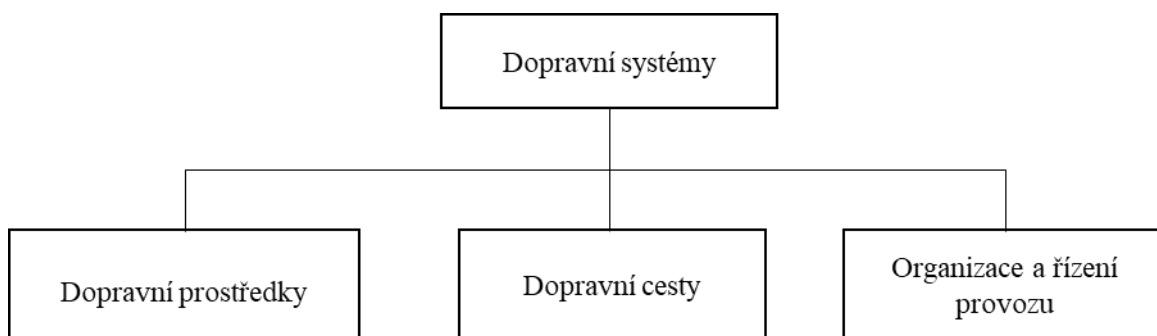 Dopravní systémy
Dopravní prostředky
Dopravní cesty
Organizace a řízení
provozu